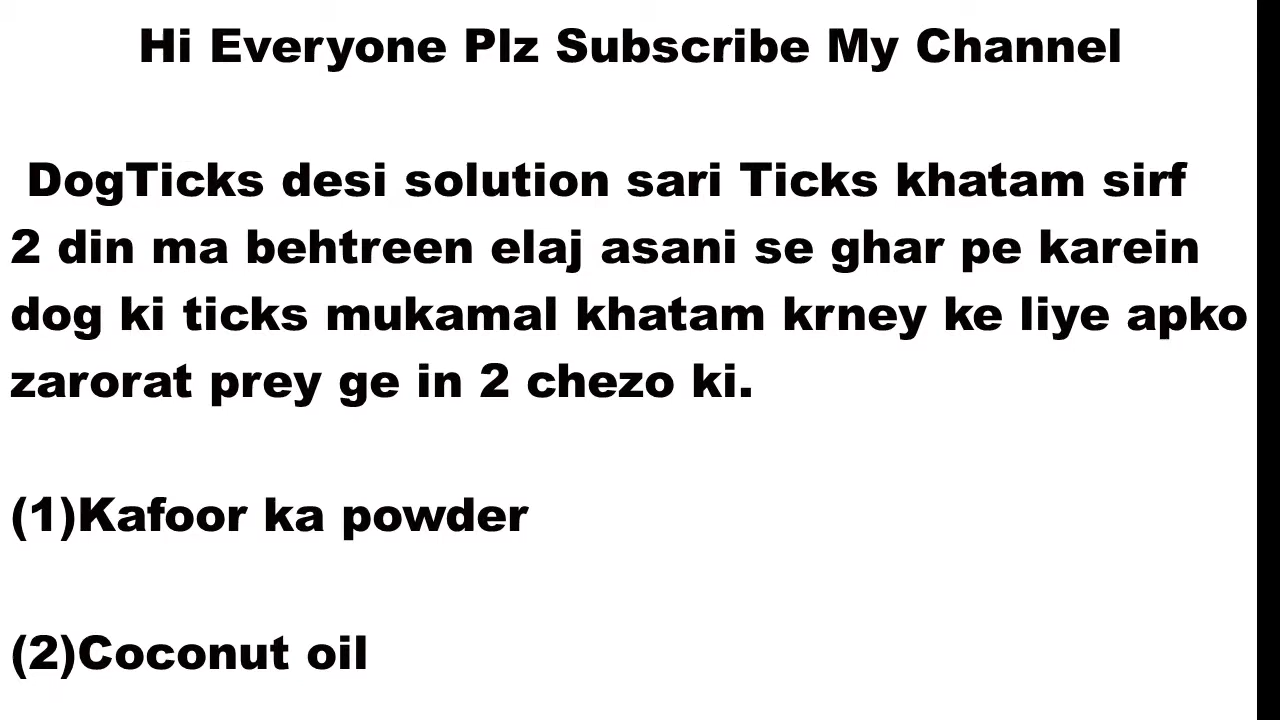 Hi Everyone Plz Subscribe My Channel
DogTicks desi solution sari Ticks khatam sirf
2 din ma behtreen elaj asani se ghar pe karein
dog ki ticks mukamal khatam krney ke liye apko
zarorat prey ge in 2 chezo ki.
(1)Kafoor ka powder
(2)Coconut oil